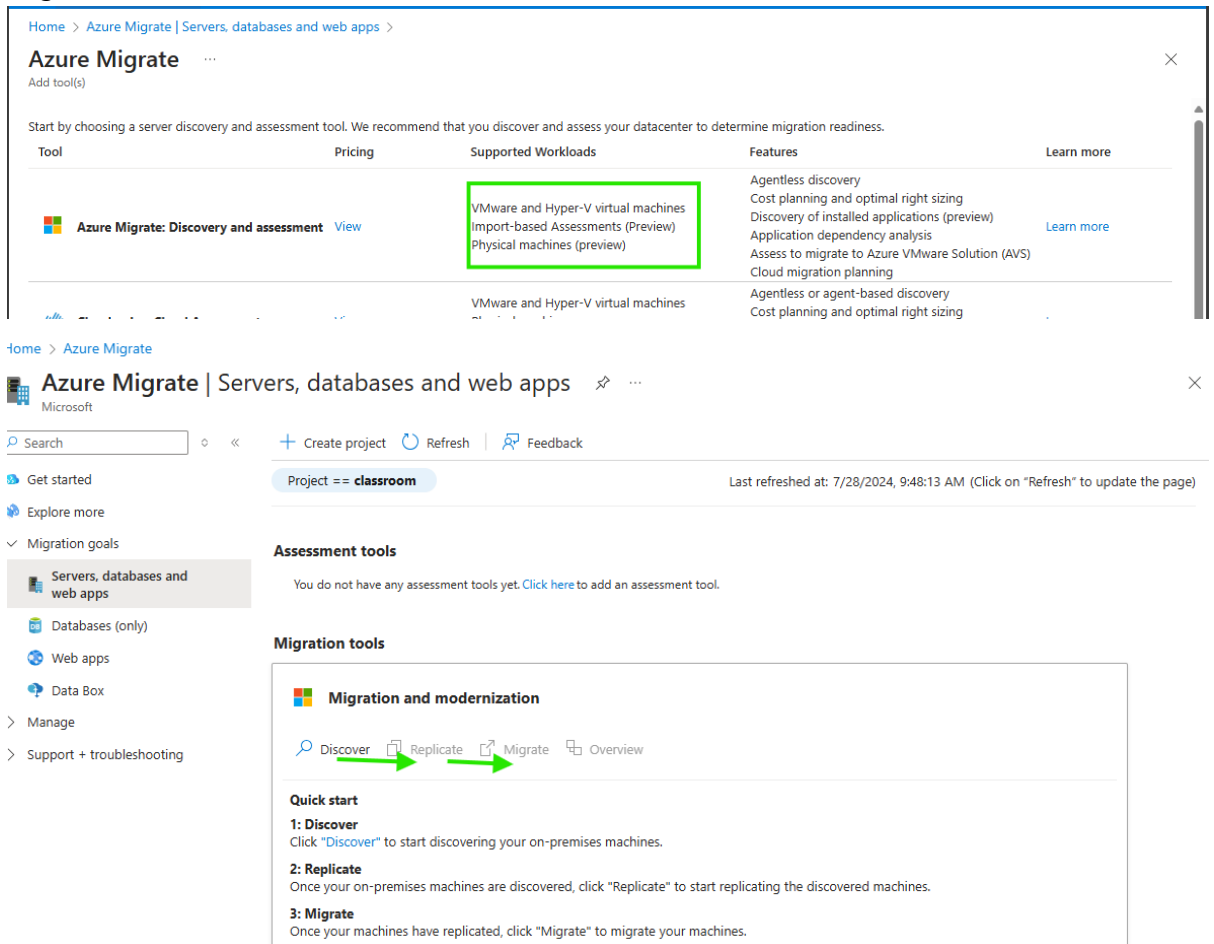 Home > Azure Migrate | Servers, databases and web apps >
Azure Migrate ...
Add tool(s)
Start by choosing a server discovery and assessment tool. We recommend that you discover and assess your datacenter to determine migration readiness.
Tool Pricing Supported Workloads Features Learn more
Azure Migrate: Discovery and assessment View
VMware and Hyper-V virtual machines
Import-based Assessments (Preview)
Physical machines (preview)
Agentless discovery
Cost planning and optimal right sizing
Discovery of installed applications (preview)
Application dependency analysis
Assess to migrate to Azure VMware Solution (AVS)
Cloud migration planning
Learn more
VMware and Hyper-V virtual machines
Agentless or agent-based discovery
Cost planning and optimal right sizing
Home > Azure Migrate
Azure Migrate | Servers, databases and web apps ...
Microsoft
Search
Get started
Explore more
Migration goals
Servers, databases and
web apps
Databases (only)
Web apps
Data Box
Manage
Support + troubleshooting
+ Create project Refresh Feedback
Project == classroom
Last refreshed at: 7/28/2024, 9:48:13 AM (Click on “Refresh” to update the page)
Assessment tools
You do not have any assessment tools yet. Click here to add an assessment tool.
Migration tools
Migration and modernization
Discover Replicate Migrate Overview
Quick start
1: Discover
Click "Discover" to start discovering your on-premises machines.
2: Replicate
Once your on-premises machines are discovered, click "Replicate" to start replicating the discovered machines.
3: Migrate
Once your machines have replicated, click "Migrate" to migrate your machines.